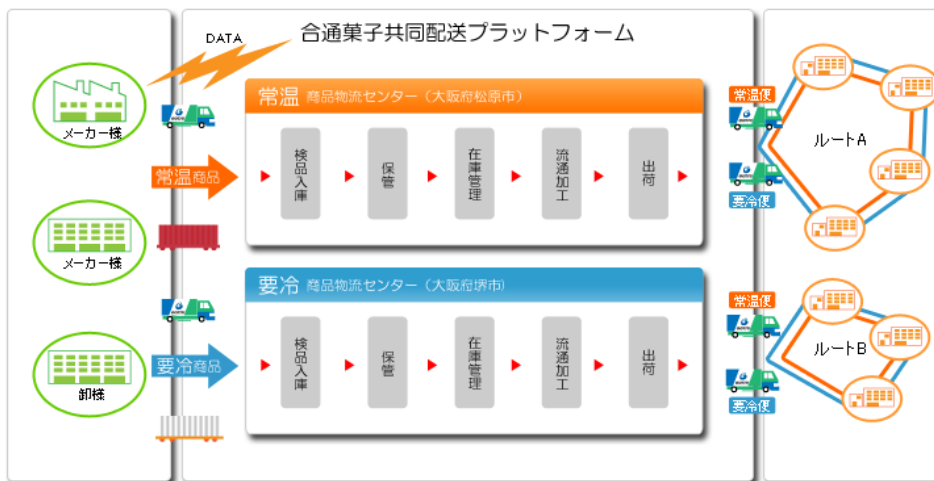 DATA
合通菓子共同配送プラットフォーム
メーカー様
メーカー様
卸様
常温商品
要冷商品
常温 商品物流センター（大阪府松原市）
検品入庫
保管
在庫管理
流通加工
出荷
要冷 商品物流センター（大阪府堺市）
検品入庫
保管
在庫管理
流通加工
出荷
常温便
要冷便
ルートA
常温便
要冷便
ルートB